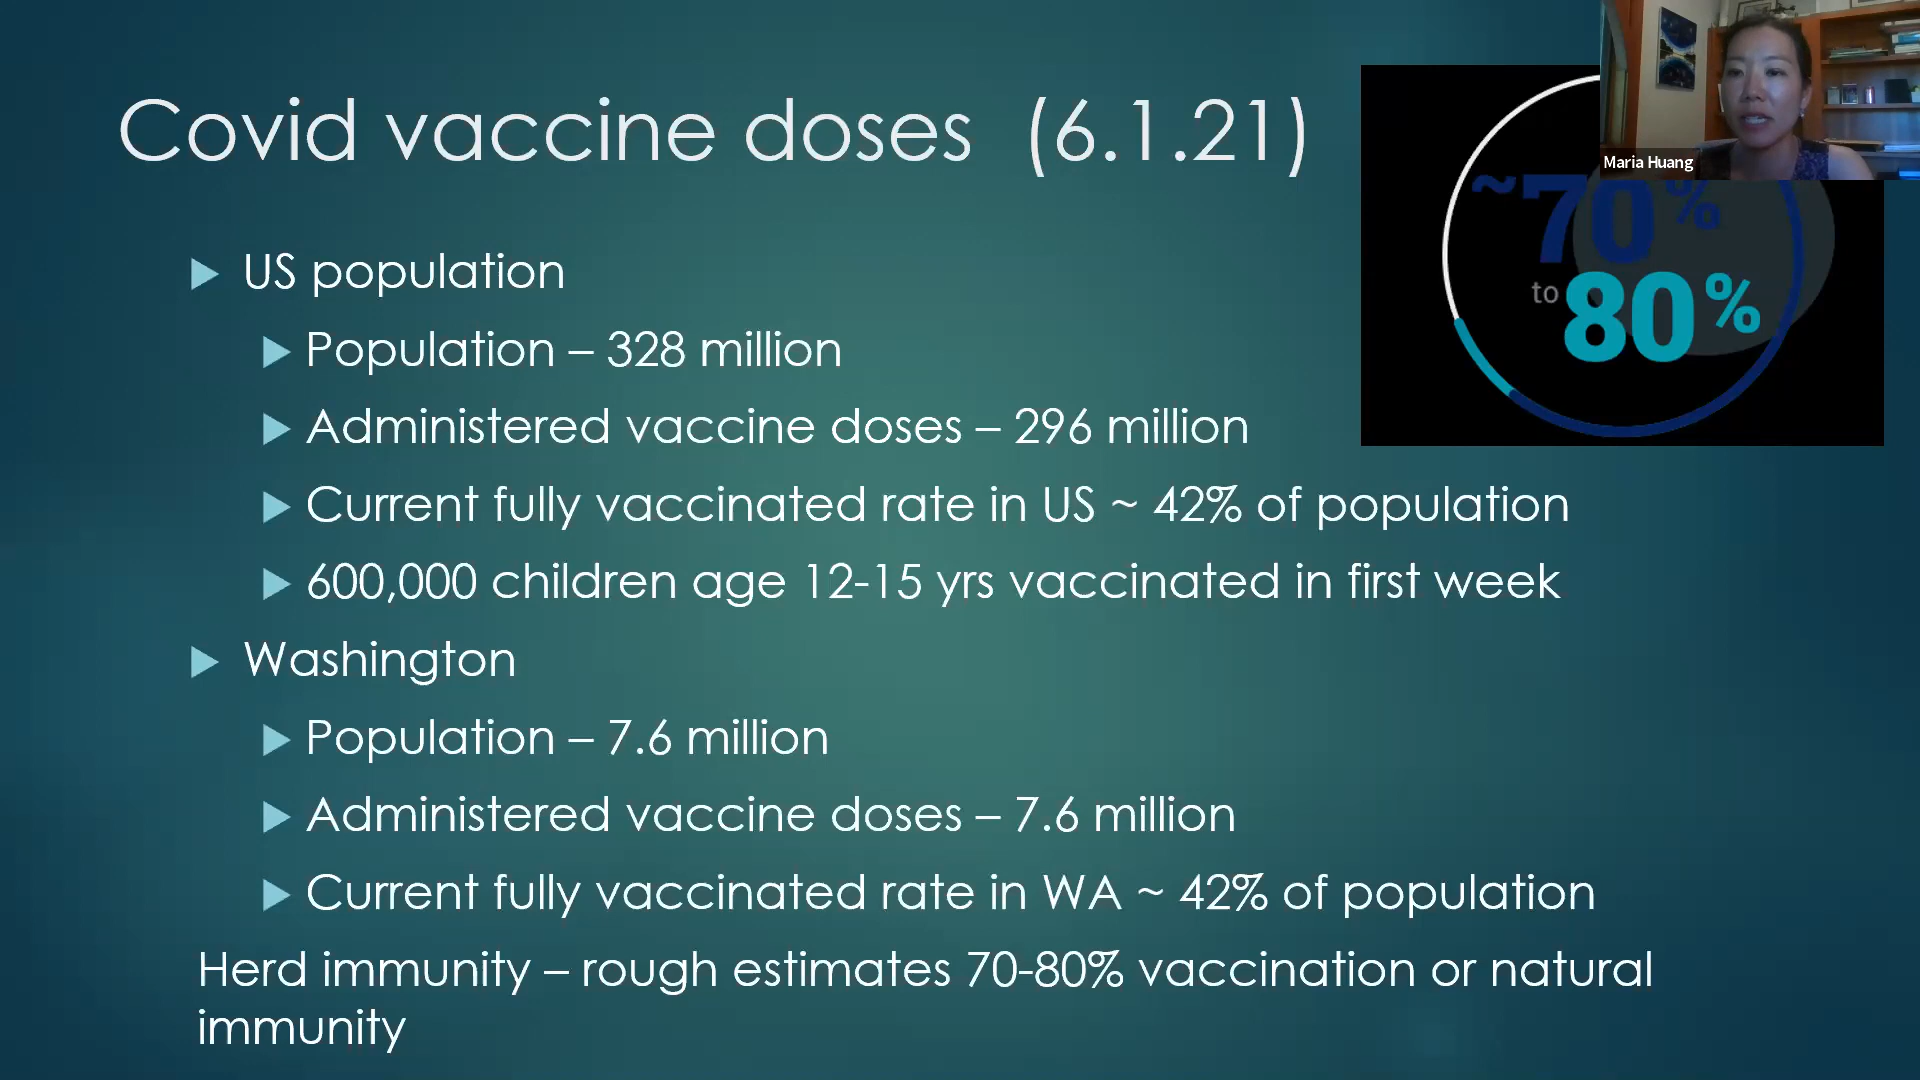 Covid vaccine doses (6.1.21)
Maria Huang
~70%
to 80%
US population
Population – 328 million
Administered vaccine doses – 296 million
Current fully vaccinated rate in US ~ 42% of population
600,000 children age 12-15 yrs vaccinated in first week
Washington
Population – 7.6 million
Administered vaccine doses – 7.6 million
Current fully vaccinated rate in WA ~ 42% of population
Herd immunity – rough estimates 70-80% vaccination or natural
immunity